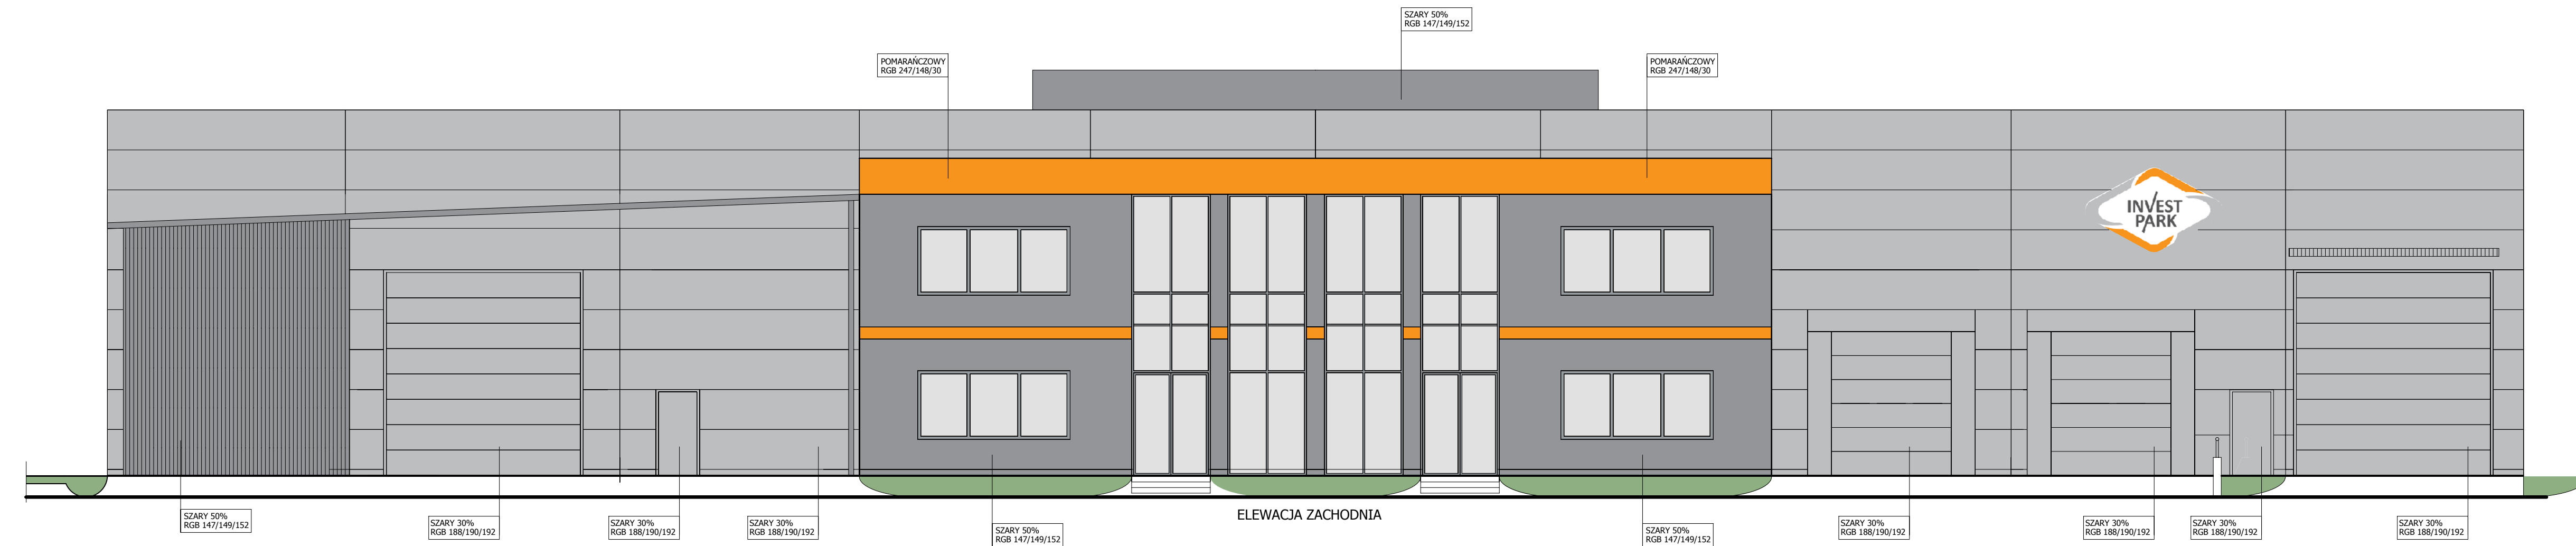 SZARY 50%
RGB 147/149/152
POMARAŃCZOWY
RGB 247/148/30
POMARAŃCZOWY
RGB 247/148/30
INVEST
PARK
SZARY 50%
RGB 147/149/152
SZARY 30%
RGB 188/190/192
SZARY 30%
RGB 188/190/192
SZARY 30%
RGB 188/190/192
SZARY 50%
RGB 147/149/152
ELEWACJA ZACHODNIA
SZARY 50%
RGB 147/149/152
SZARY 30%
RGB 188/190/192
SZARY 30%
RGB 188/190/192
SZARY 30%
RGB 188/190/192
SZARY 30%
RGB 188/190/192